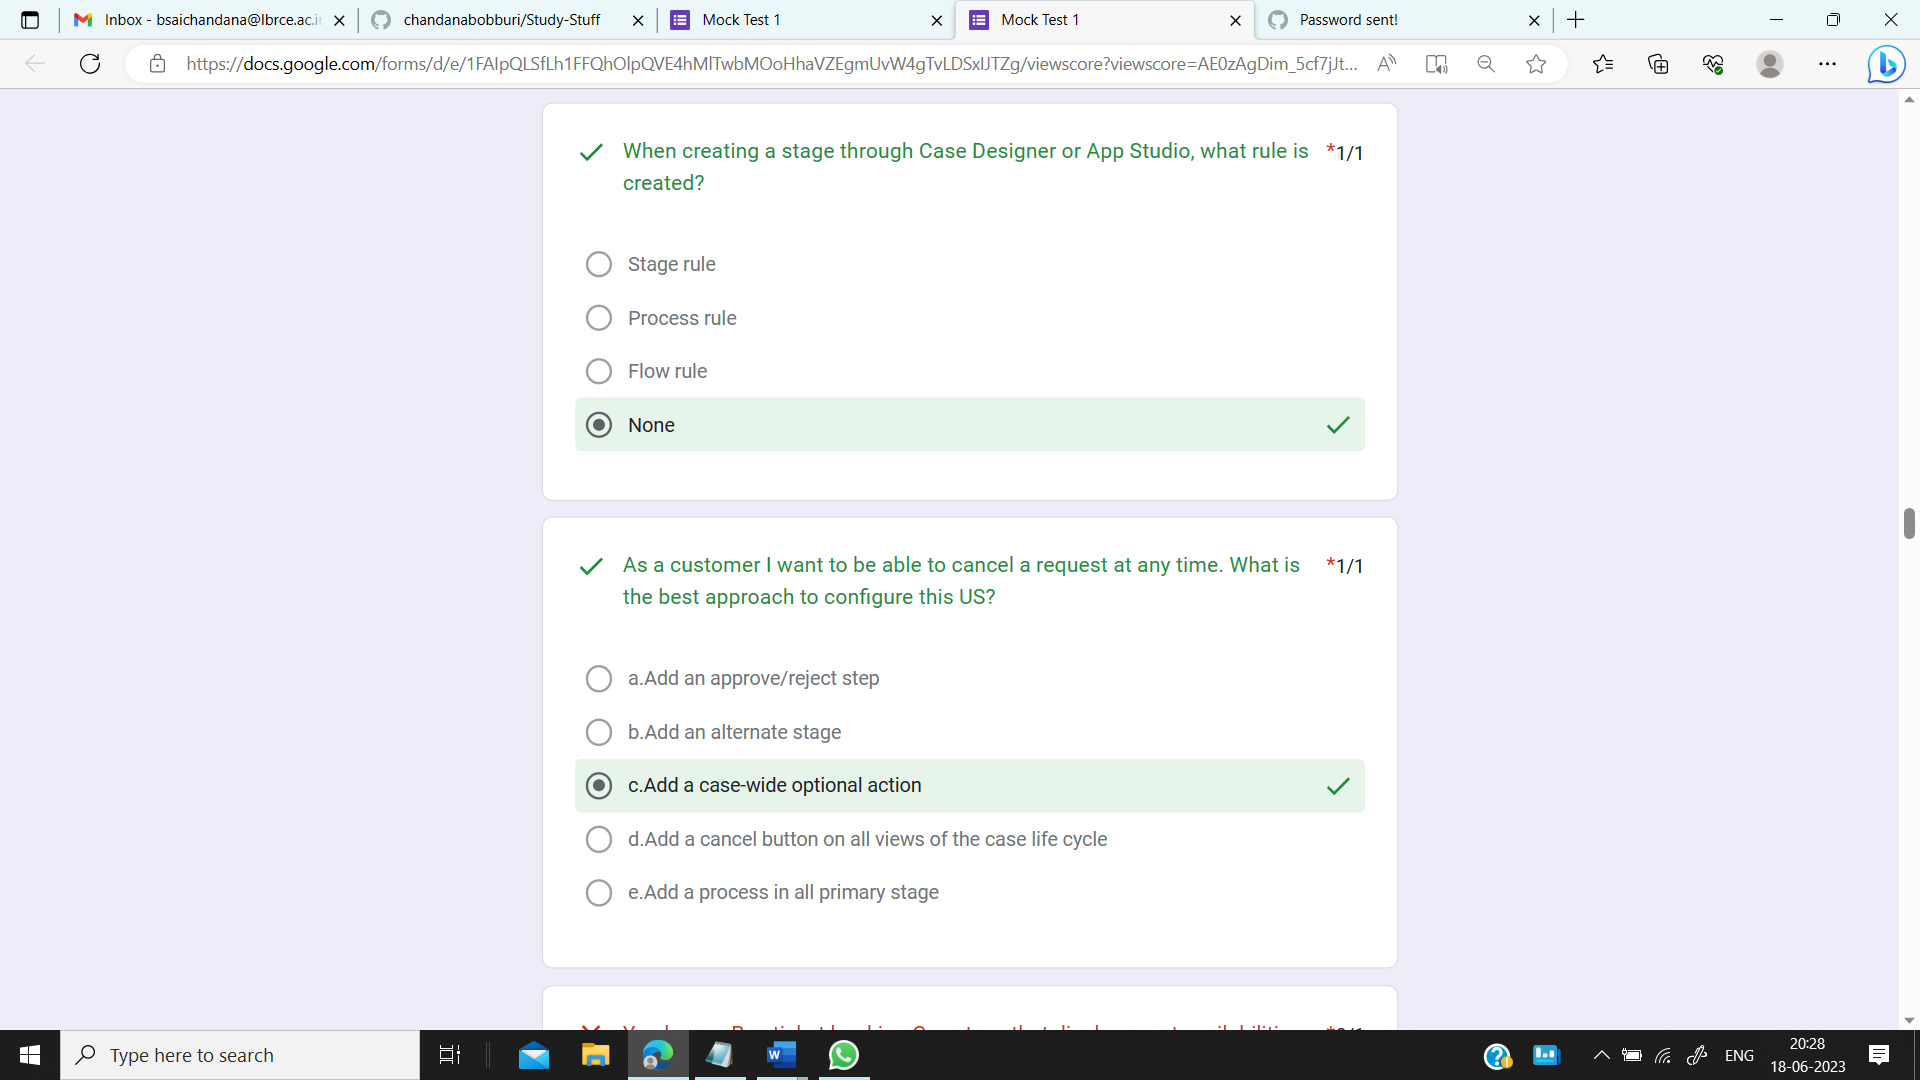 Inbox - bsaichandana@lbrce.ac.i
chandanabobburi/Study-Stuff
Mock Test 1
Mock Test 1
Password sent!
https://docs.google.com/forms/d/e/1FAIpQLSfLh1FFQhOlpQVE4hMlTwbMOoHhaVZEgmUvW4gTvLDSxIJTZg/viewscore?viewscore=AE0zAgDim_5cf7jJt...
When creating a stage through Case Designer or App Studio, what rule is *1/1
created?
Stage rule
Process rule
Flow rule
None
As a customer I want to be able to cancel a request at any time. What is *1/1
the best approach to configure this US?
a.Add an approve/reject step
b.Add an alternate stage
c.Add a case-wide optional action
d.Add a cancel button on all views of the case life cycle
e.Add a process in all primary stage
Type here to search
ENG
20:28
18-06-2023